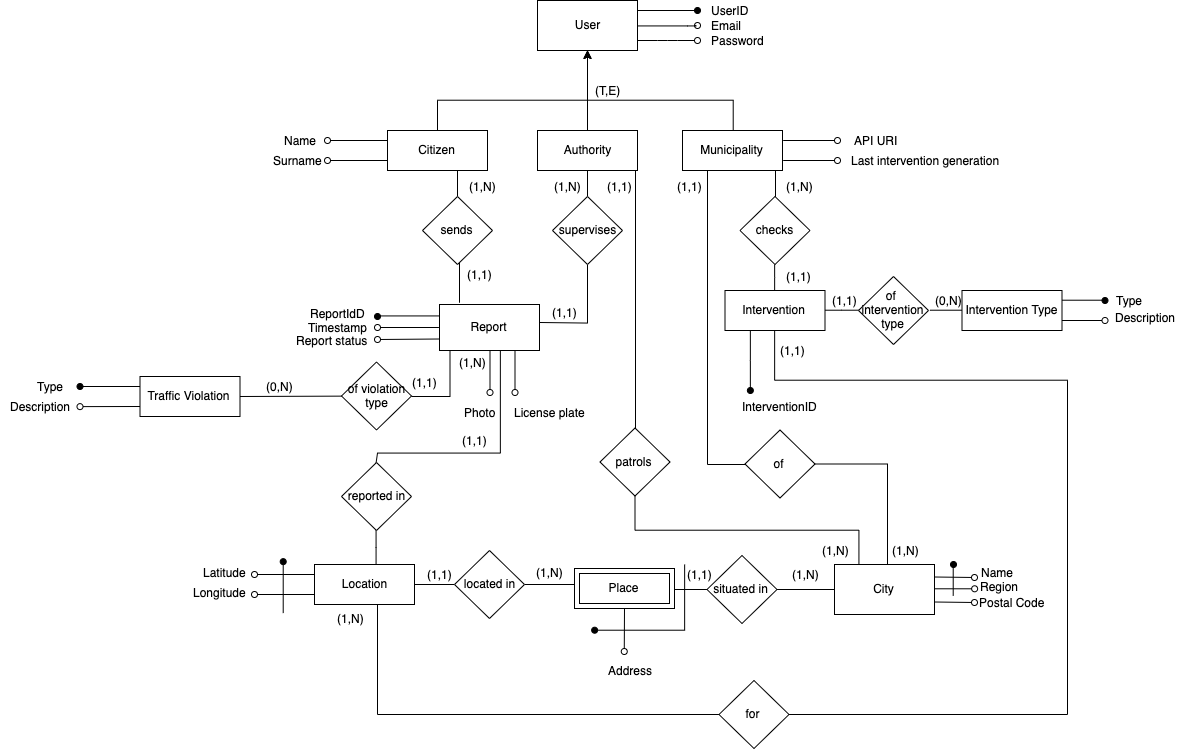 User
UserID
Email
Password
(T,E)
Name
Surname
Citizen
Authority
Municipality
API URI
Last intervention generation
(1,N)
(1,N)
(1,1)
(1,1)
(1,N)
sends
supervises
checks
(1,1)
(1,1)
ReportIdD
Timestamp
Report status
Report
(1,1)
Intervention
(1,1)
of
intervention
type
(0,N)
Intervention Type
Type
Description
(1,1)
(1,N)
Type
Description
Traffic Violation
(0,N)
of violation
type
(1,1)
Photo
License plate
InterventionID
(1,1)
patrols
of
reported in
(1,N)
(1,N)
Latitude
Longitude
Location
(1,1)
located in
(1,N)
Place
(1,1)
situated in
(1,N)
City
Name
Region
Postal Code
(1,N)
Address
for